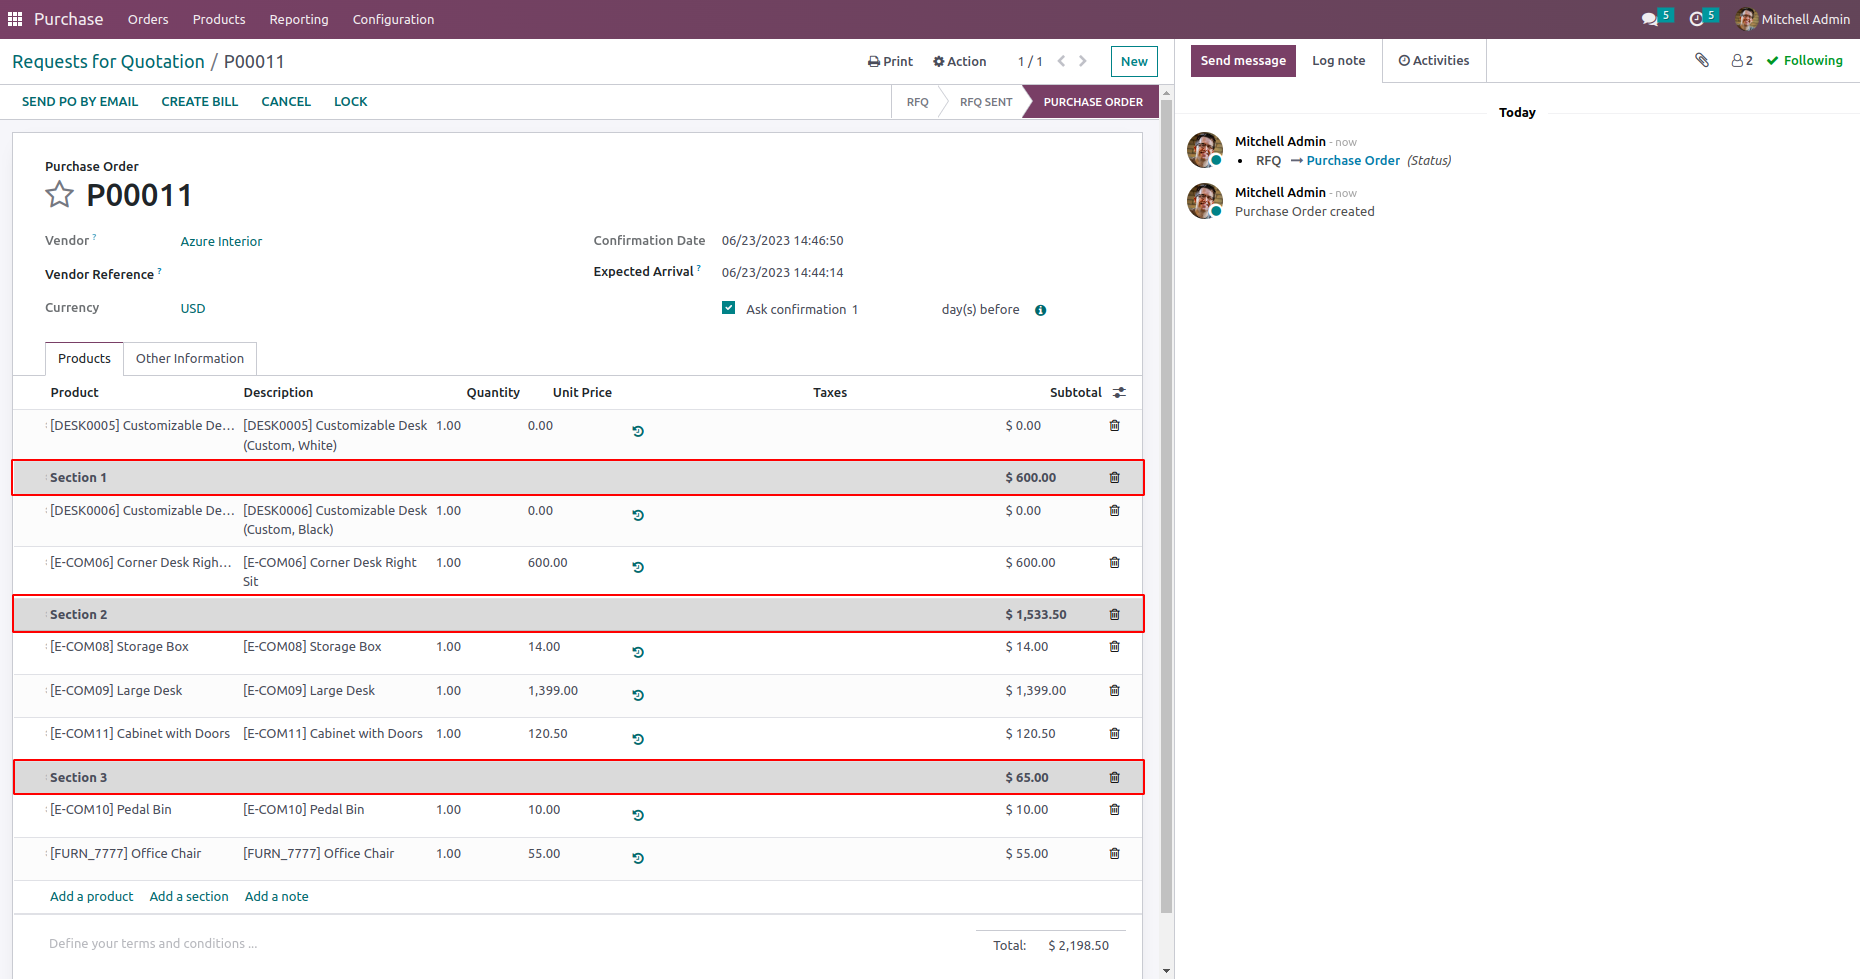 Purchase Orders Products Reporting Configuration 5 5 Mitchell Admin
Requests for Quotation / P00011 Print Action 1 / 1 New
Send message Log note Activities 2 Following
SEND PO BY EMAIL CREATE BILL CANCEL LOCK RFQ RFQ SENT PURCHASE ORDER
Today
Mitchell Admin - now
• RFQ → Purchase Order (Status)
Mitchell Admin - now
Purchase Order created
Purchase Order
P00011
Vendor ? Azure Interior Confirmation Date 06/23/2023 14:46:50
Vendor Reference ? Expected Arrival ? 06/23/2023 14:44:14
Currency USD Ask confirmation 1 day(s) before
Products Other Information
Product Description Quantity Unit Price Taxes Subtotal
[DESK0005] Customizable De... [DESK0005] Customizable Desk 1.00 0.00 $ 0.00
(Custom, White)
Section 1 $ 600.00
[DESK0006] Customizable De... [DESK0006] Customizable Desk 1.00 0.00 $ 0.00
(Custom, Black)
[E-COM06] Corner Desk Righ... [E-COM06] Corner Desk Right 1.00 600.00 $ 600.00
Sit
Section 2 $ 1,533.50
[E-COM08] Storage Box [E-COM08] Storage Box 1.00 14.00 $ 14.00
[E-COM09] Large Desk [E-COM09] Large Desk 1.00 1,399.00 $ 1,399.00
[E-COM11] Cabinet with Doors [E-COM11] Cabinet with Doors 1.00 120.50 $ 120.50
Section 3 $ 65.00
[E-COM10] Pedal Bin [E-COM10] Pedal Bin 1.00 10.00 $ 10.00
[FURN_7777] Office Chair [FURN_7777] Office Chair 1.00 55.00 $ 55.00
Add a product Add a section Add a note
Define your terms and conditions ... Total: $ 2,198.50